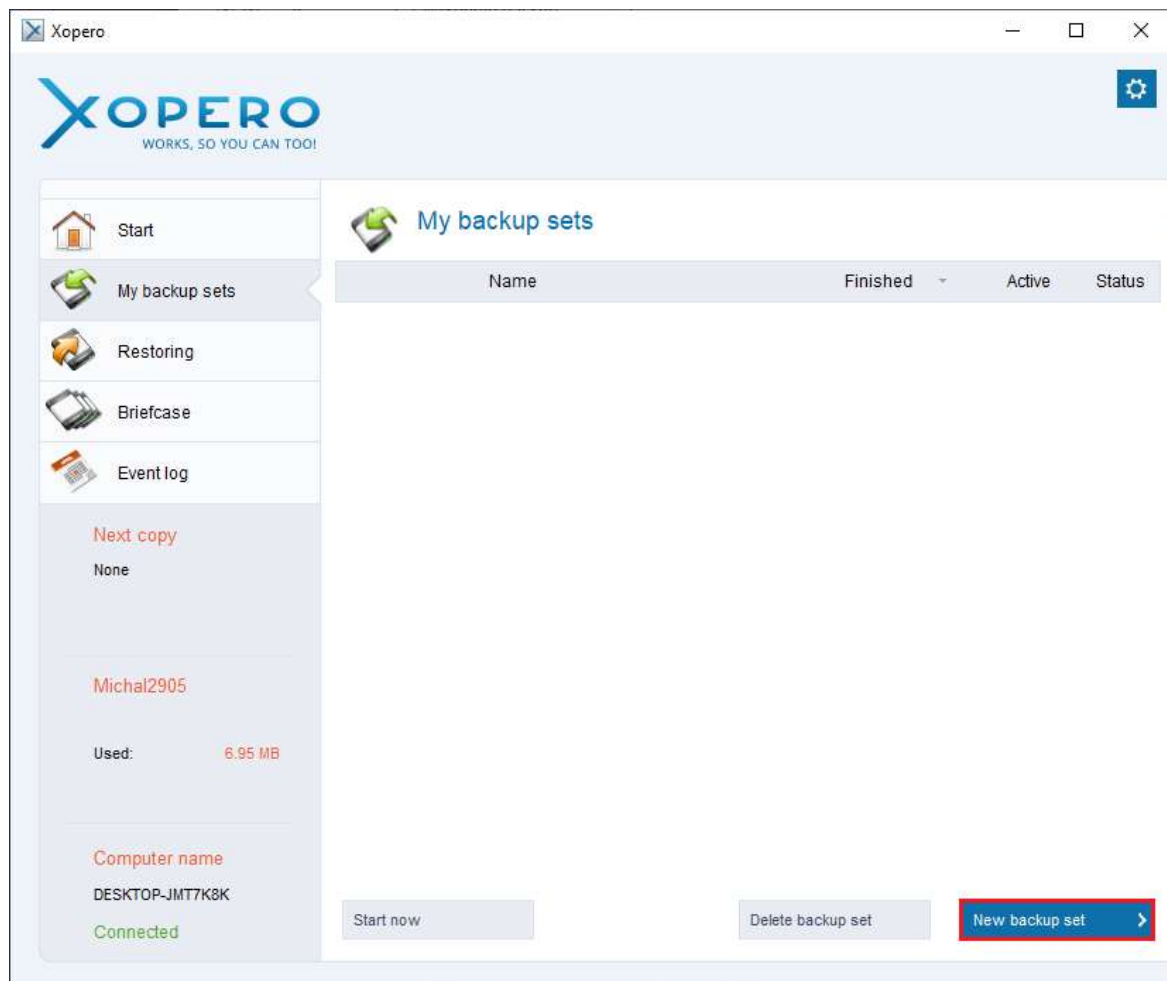 Xopero
XOPERO
WORKS, SO YOU CAN TOO!
Start
My backup sets
Restoring
Briefcase
Event log
Next copy
None
Michal2905
Used: 6.95 MB
Computer name
DESKTOP-JMT7K8K
Connected
My backup sets
Name Finished Active Status
Start now Delete backup set New backup set